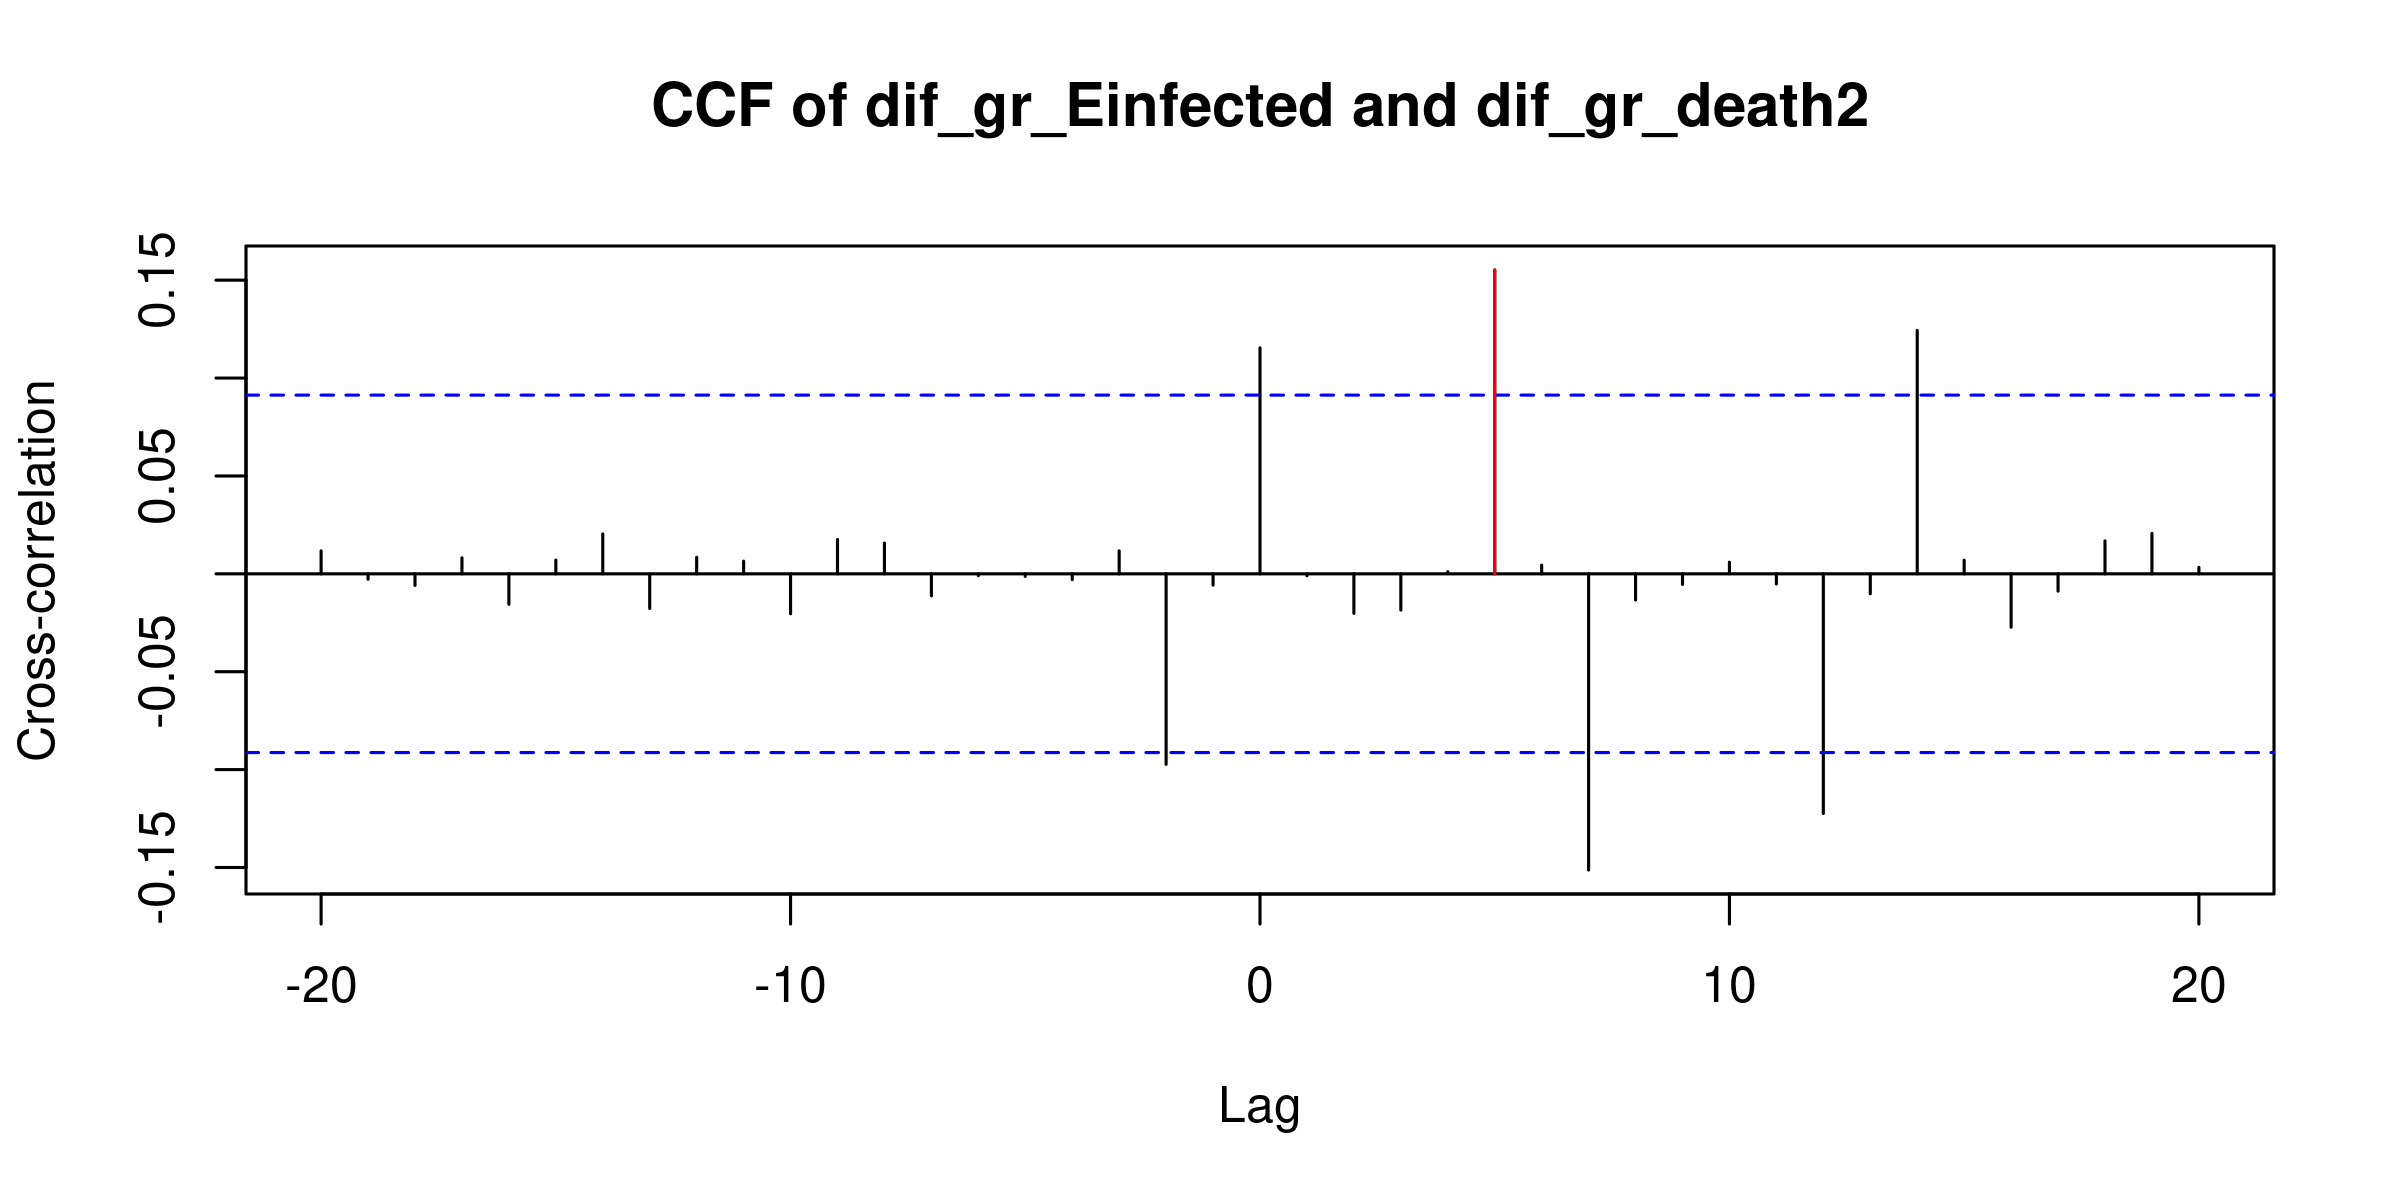 CCF of dif_gr_Einfected and dif_gr_death2
Cross-correlation
0.15
0.05
-0.05
-0.15
-20 -10 0 10 20
Lag